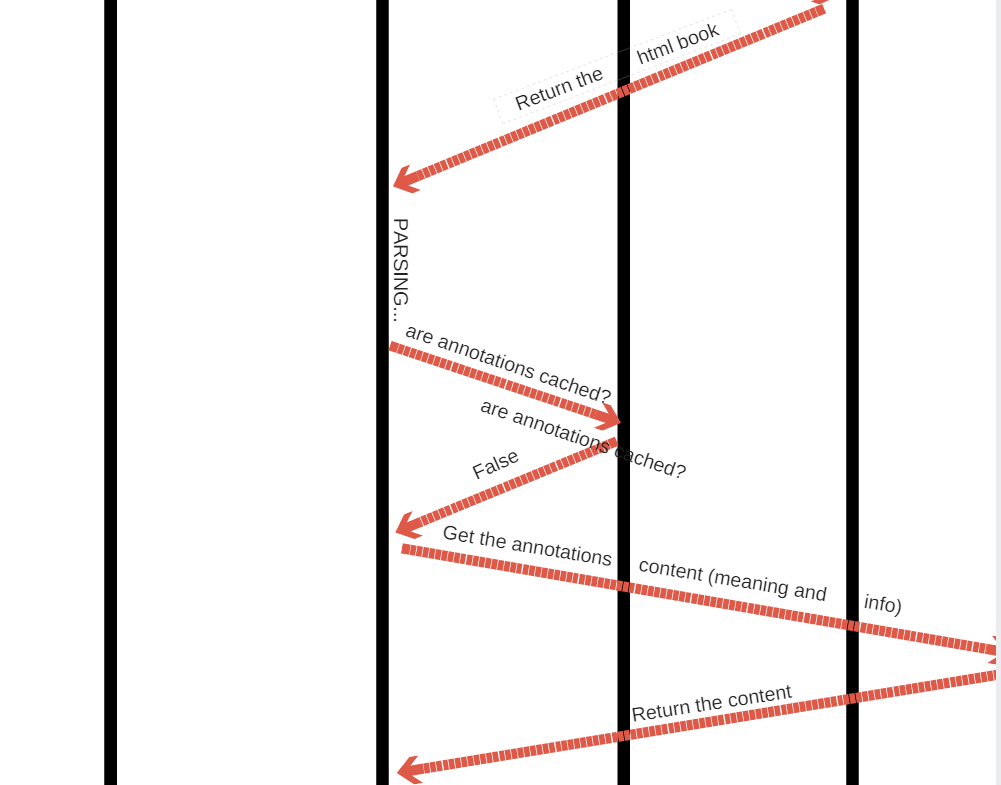 Return the html book
PARSING...
are annotations cached?
are annotations cached?
False
Get the annotations content (meaning and info)
Return the content